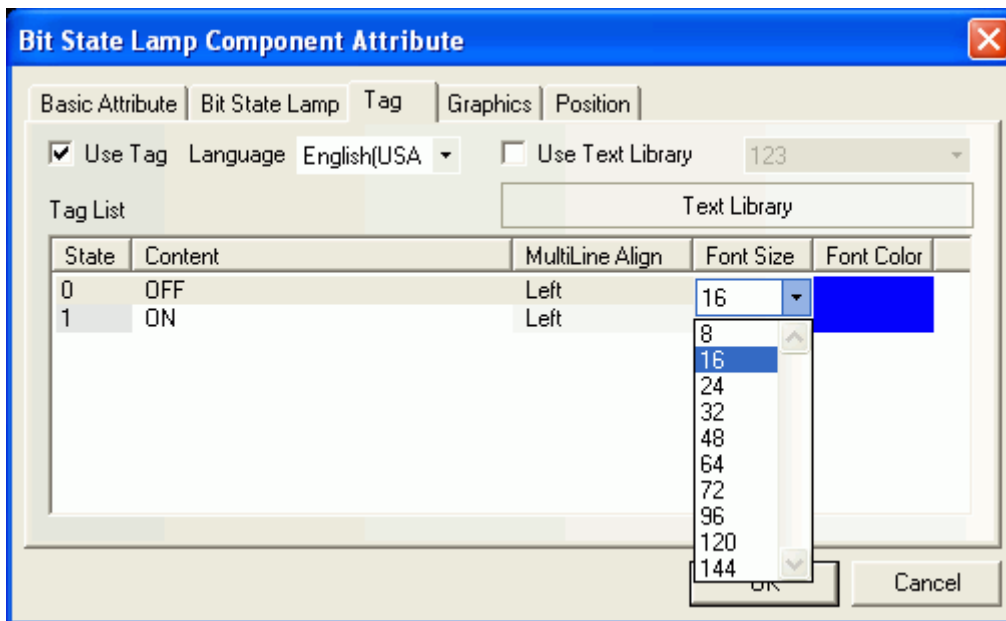 Bit State Lamp Component Attribute
Basic Attribute Bit State Lamp Tag Graphics Position
Use Tag Language English(USA Use Text Library 123
Tag List Text Library
State Content MultiLine Align Font Size Font Color
0 OFF Left 16
1 ON Left
8
16
24
32
48
64
72
96
120
144
OK Cancel